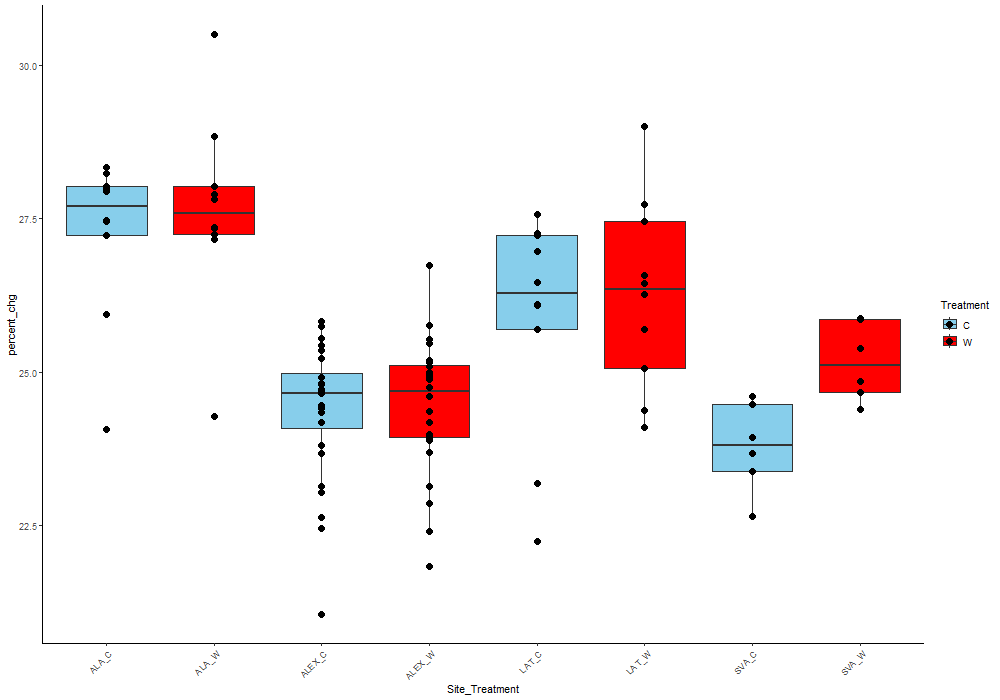 percent_chg
30.0
27.5
25.0
22.5
ALA_C
ALA_W
ALEX_C
ALEX_W
LAT_C
LAT_W
SVA_C
SVA_W
Site_Treatment
Treatment
C
W